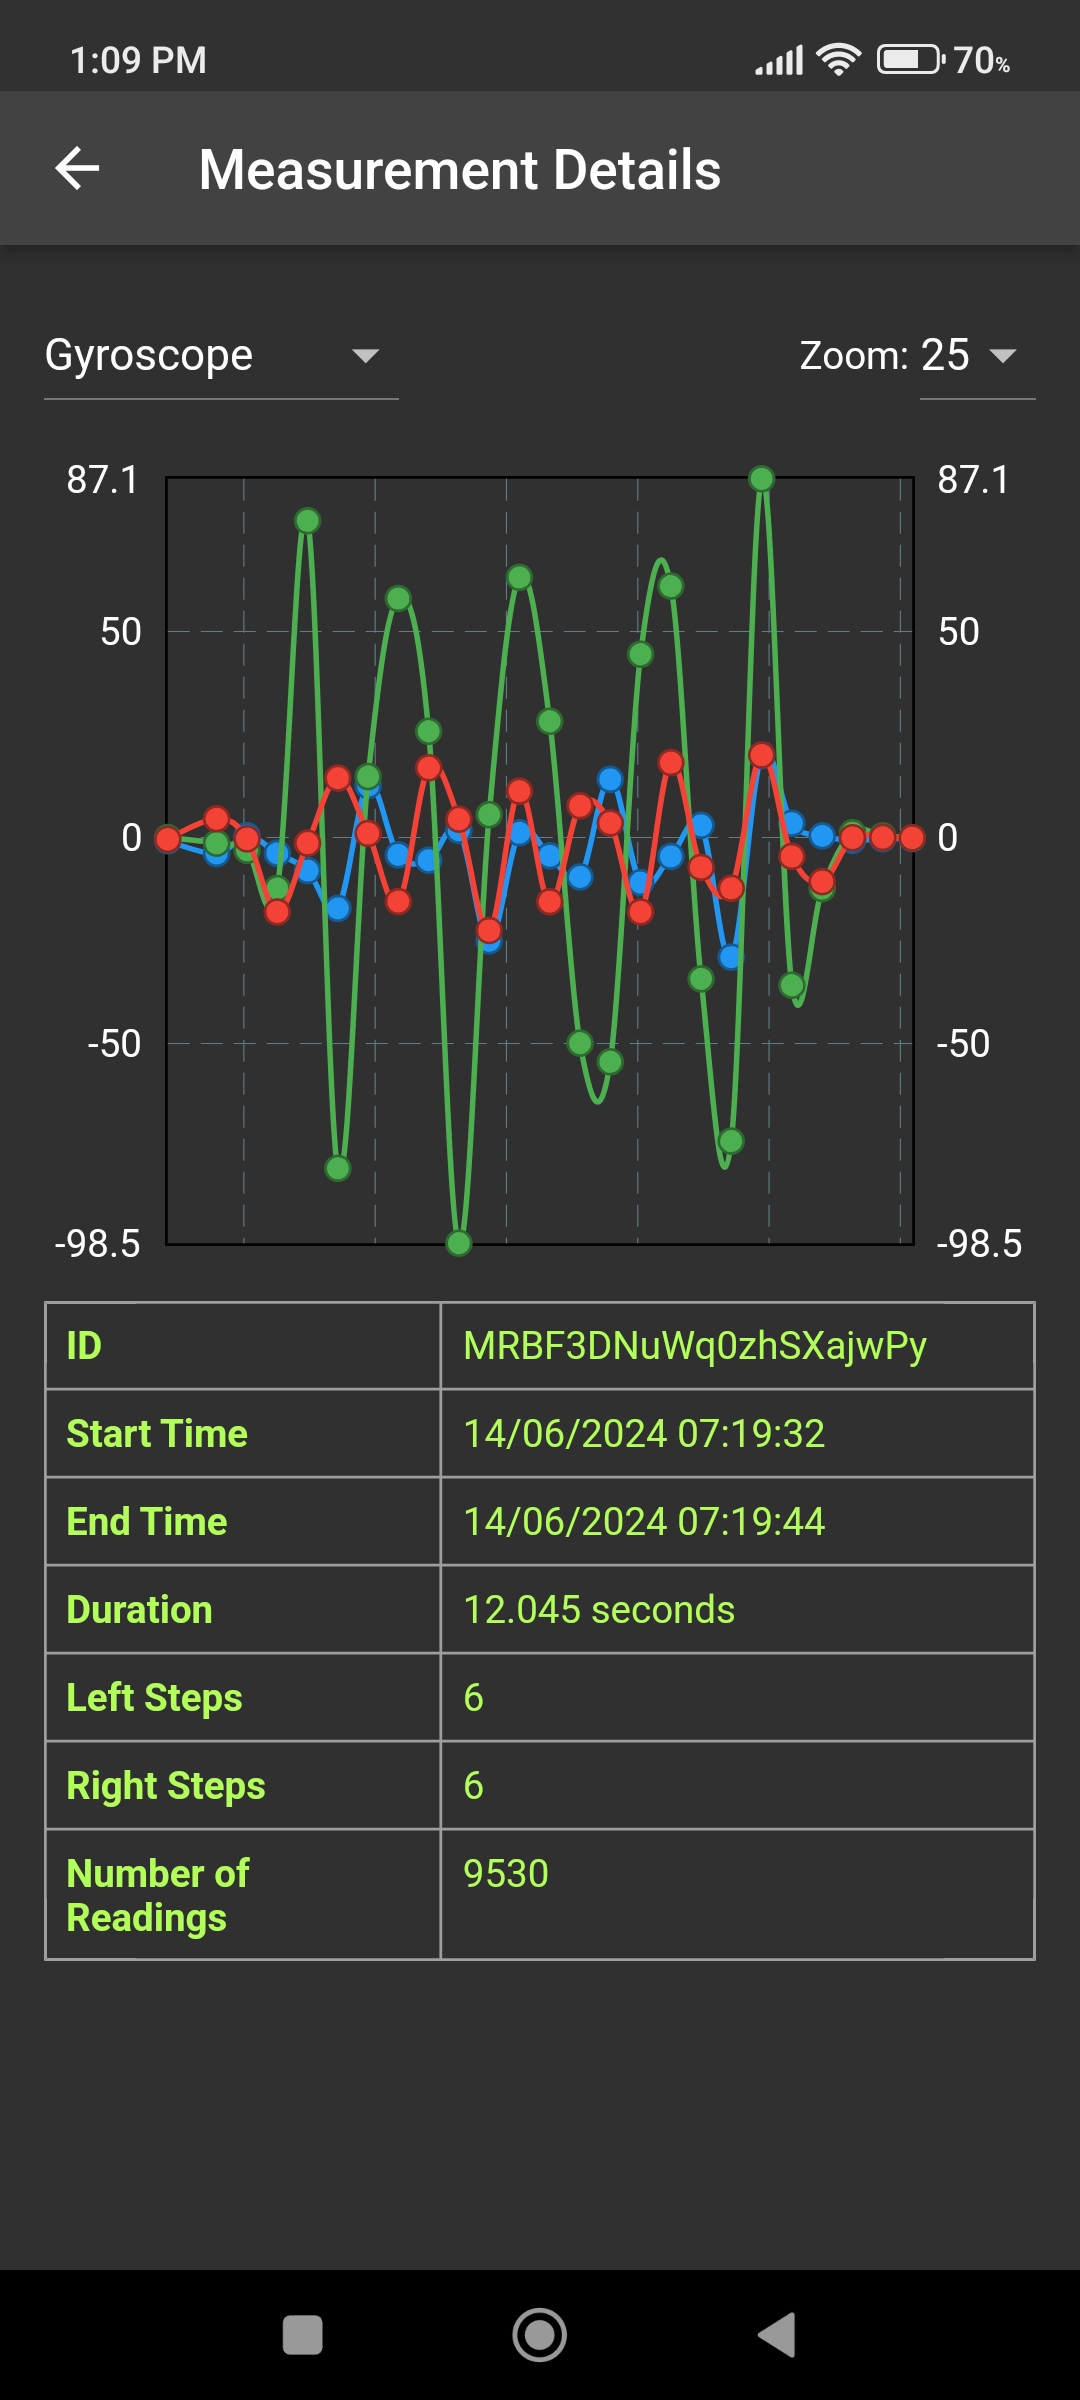 1:09 PM
70%
Measurement Details
Gyroscope
Zoom: 25
87.1 87.1
50 50
0 0
-50 -50
-98.5 -98.5
ID MRBF3DNuWq0zhSXajwPy
Start Time 14/06/2024 07:19:32
End Time 14/06/2024 07:19:44
Duration 12.045 seconds
Left Steps 6
Right Steps 6
Number of 9530
Readings